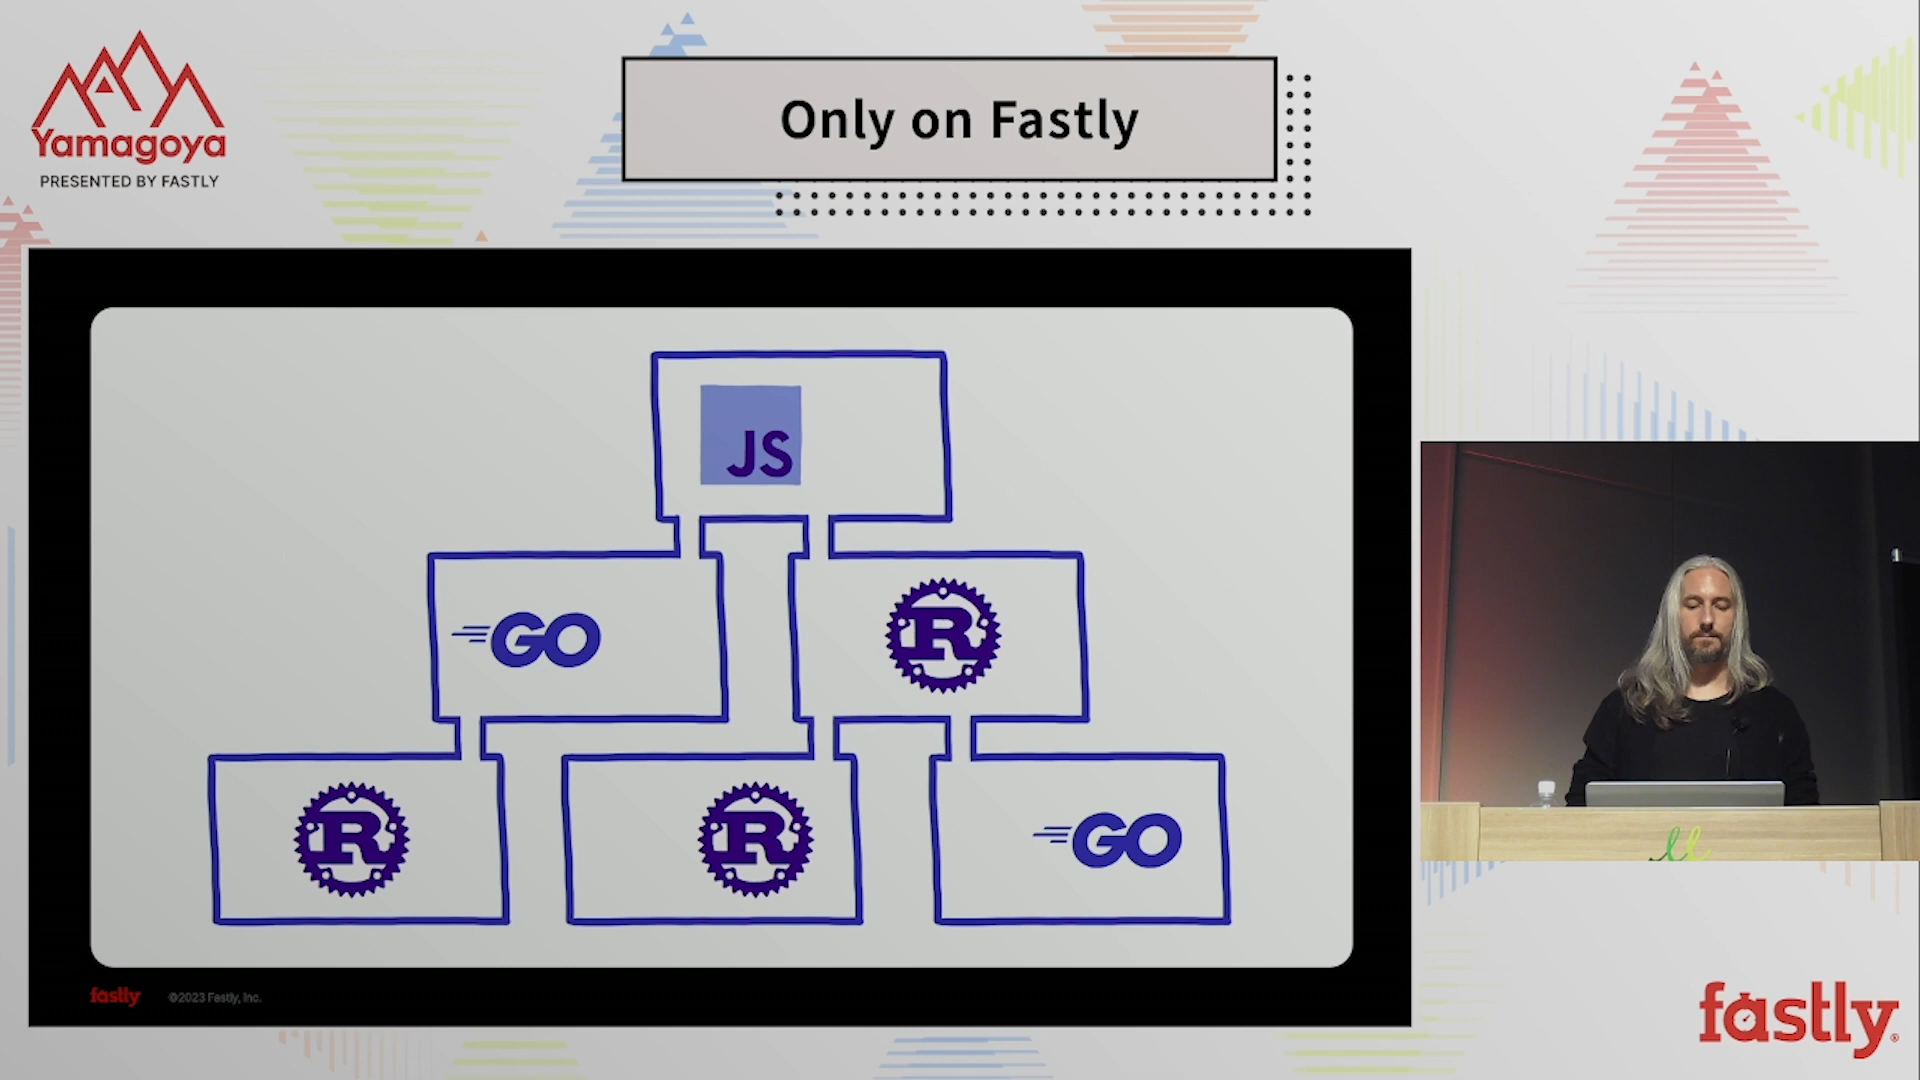 Yamagoya
PRESENTED BY FASTLY
Only on Fastly
JS
GO
R
R
R
GO
fastly
©2023 Fastly, Inc.
fastly